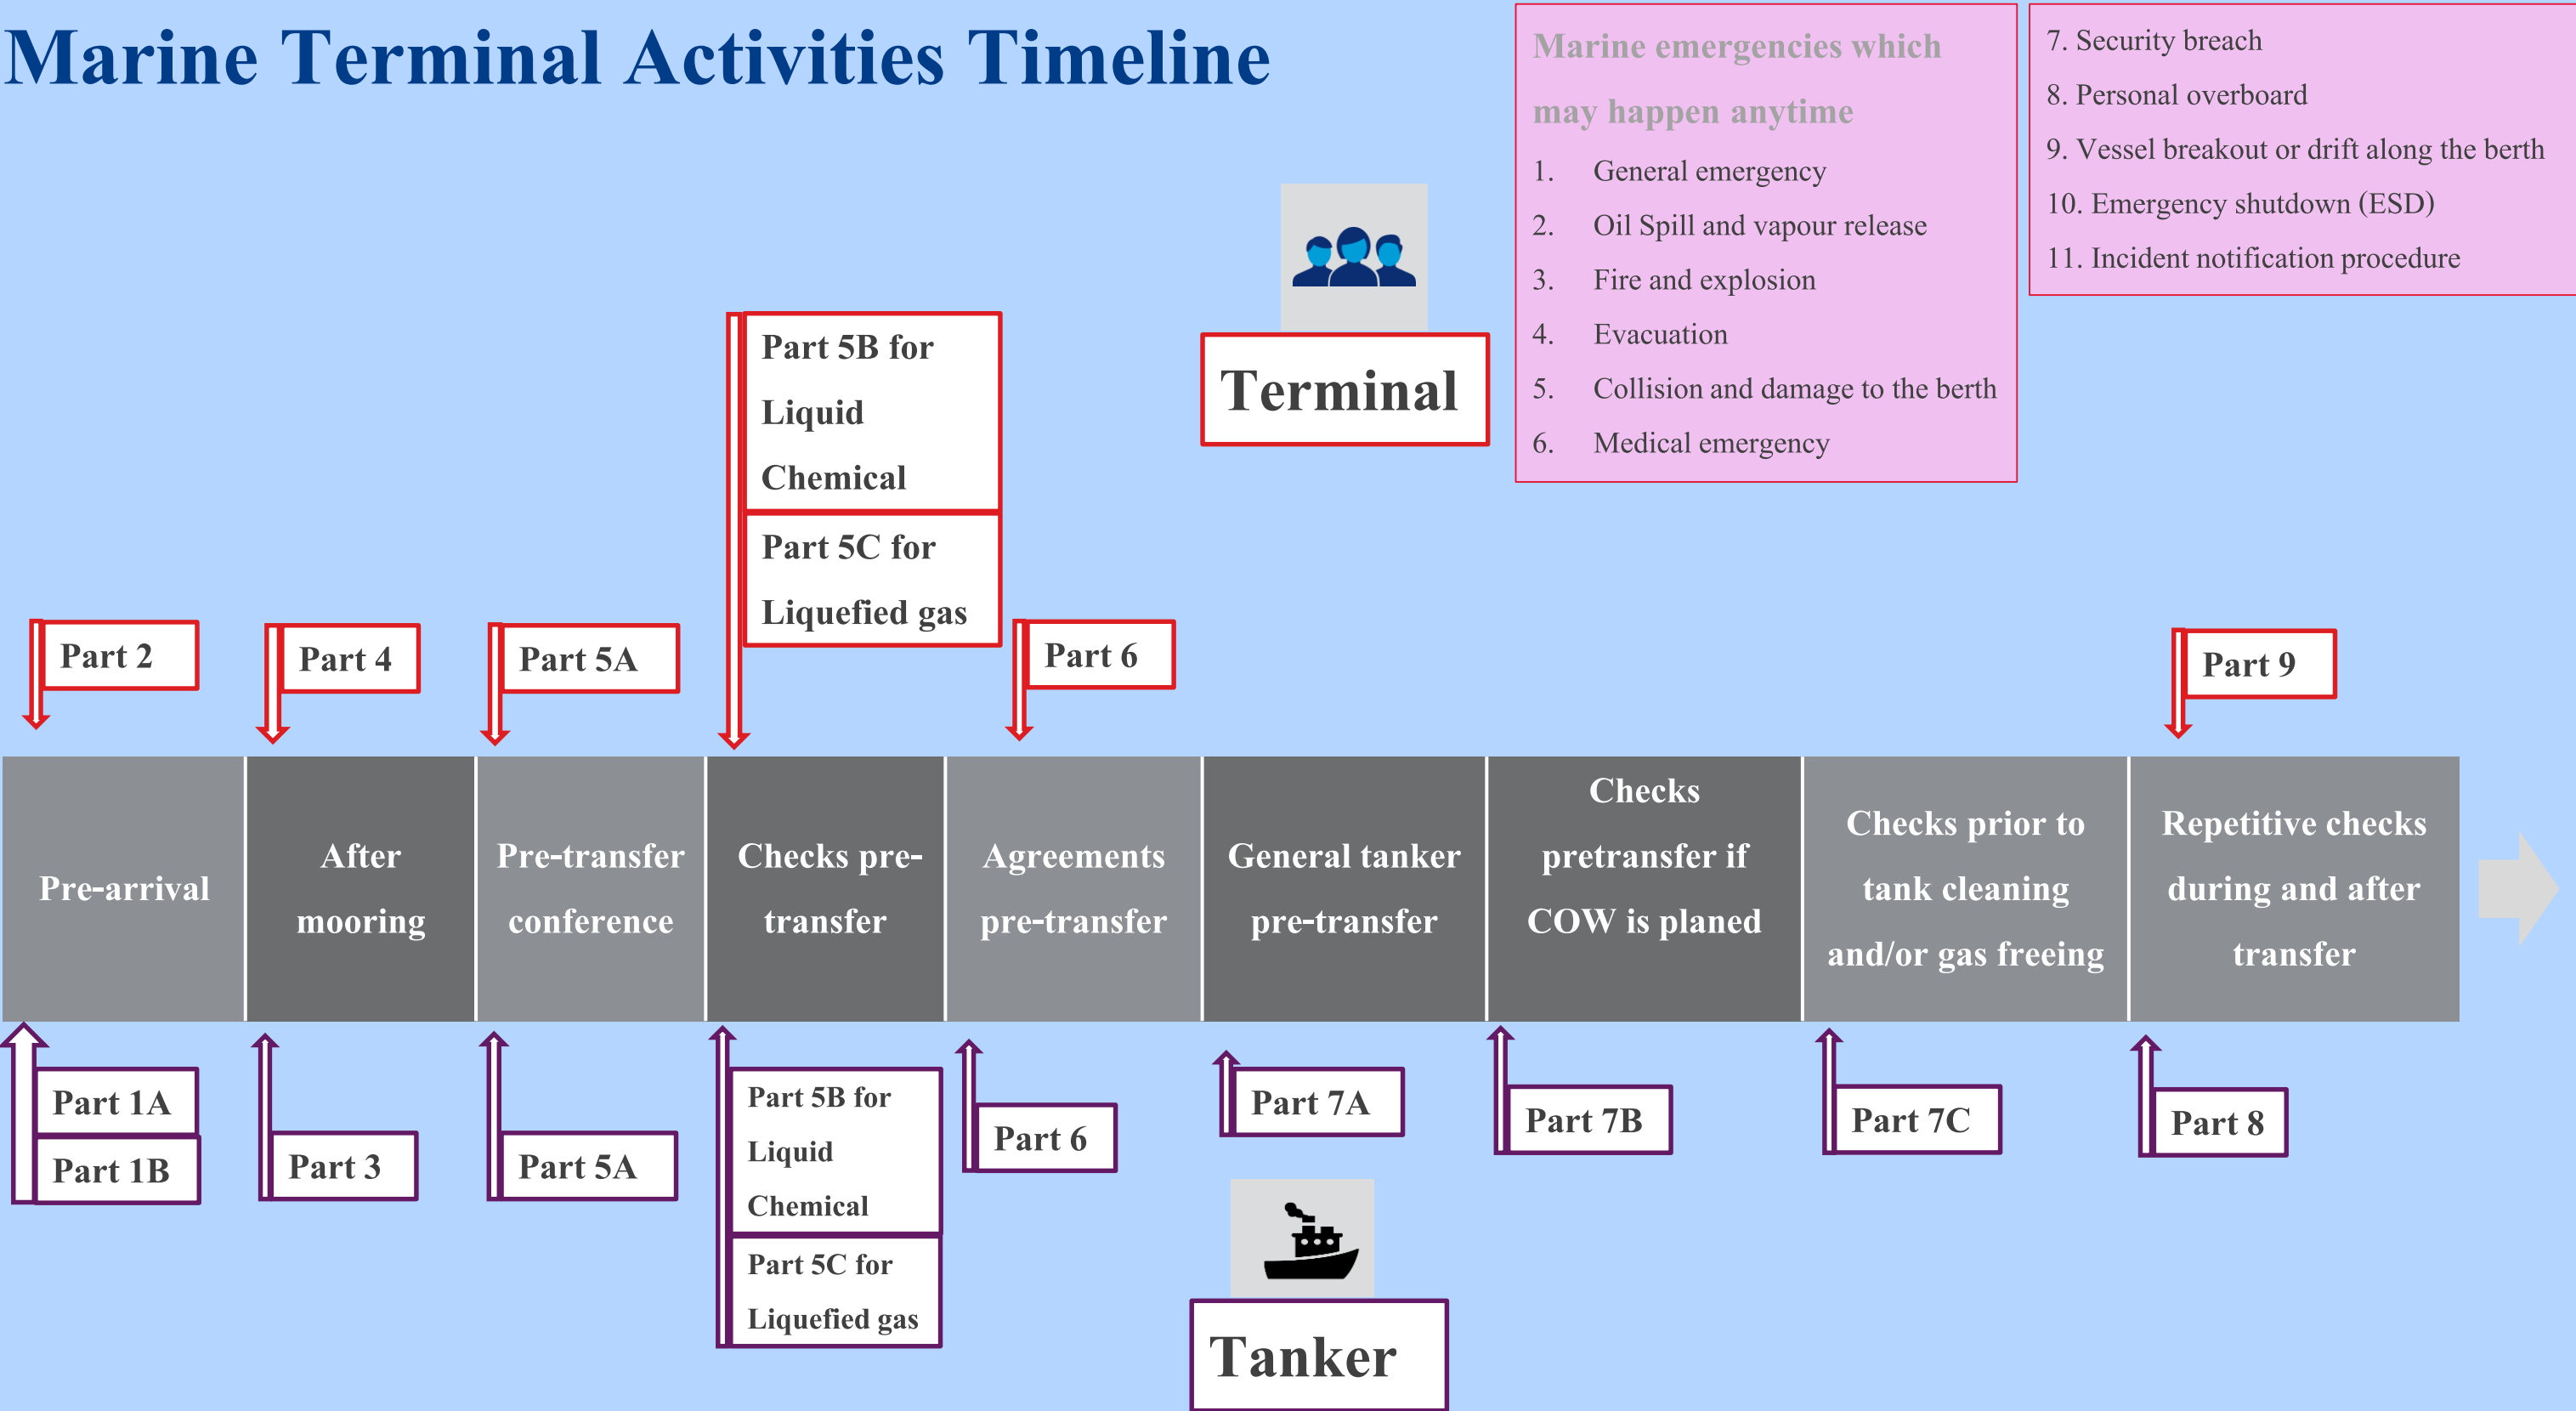 Marine Terminal Activities Timeline
Marine emergencies which
may happen anytime
1. General emergency
2. Oil Spill and vapour release
3. Fire and explosion
4. Evacuation
5. Collision and damage to the berth
6. Medical emergency
7. Security breach
8. Personal overboard
9. Vessel breakout or drift along the berth
10. Emergency shutdown (ESD)
11. Incident notification procedure
Terminal
Part 2
Part 4
Part 5A
Part 5B for
Liquid
Chemical
Part 5C for
Liquefied gas
Part 6
Part 9
Pre-arrival
After
mooring
Pre-transfer
conference
Checks pre-
transfer
Agreements
pre-transfer
General tanker
pre-transfer
Checks
pretransfer if
COW is planed
Checks prior to
tank cleaning
and/or gas freeing
Repetitive checks
during and after
transfer
Part 1A
Part 1B
Part 3
Part 5A
Part 5B for
Liquid
Chemical
Part 5C for
Liquefied gas
Part 6
Part 7A
Part 7B
Part 7C
Part 8
Tanker